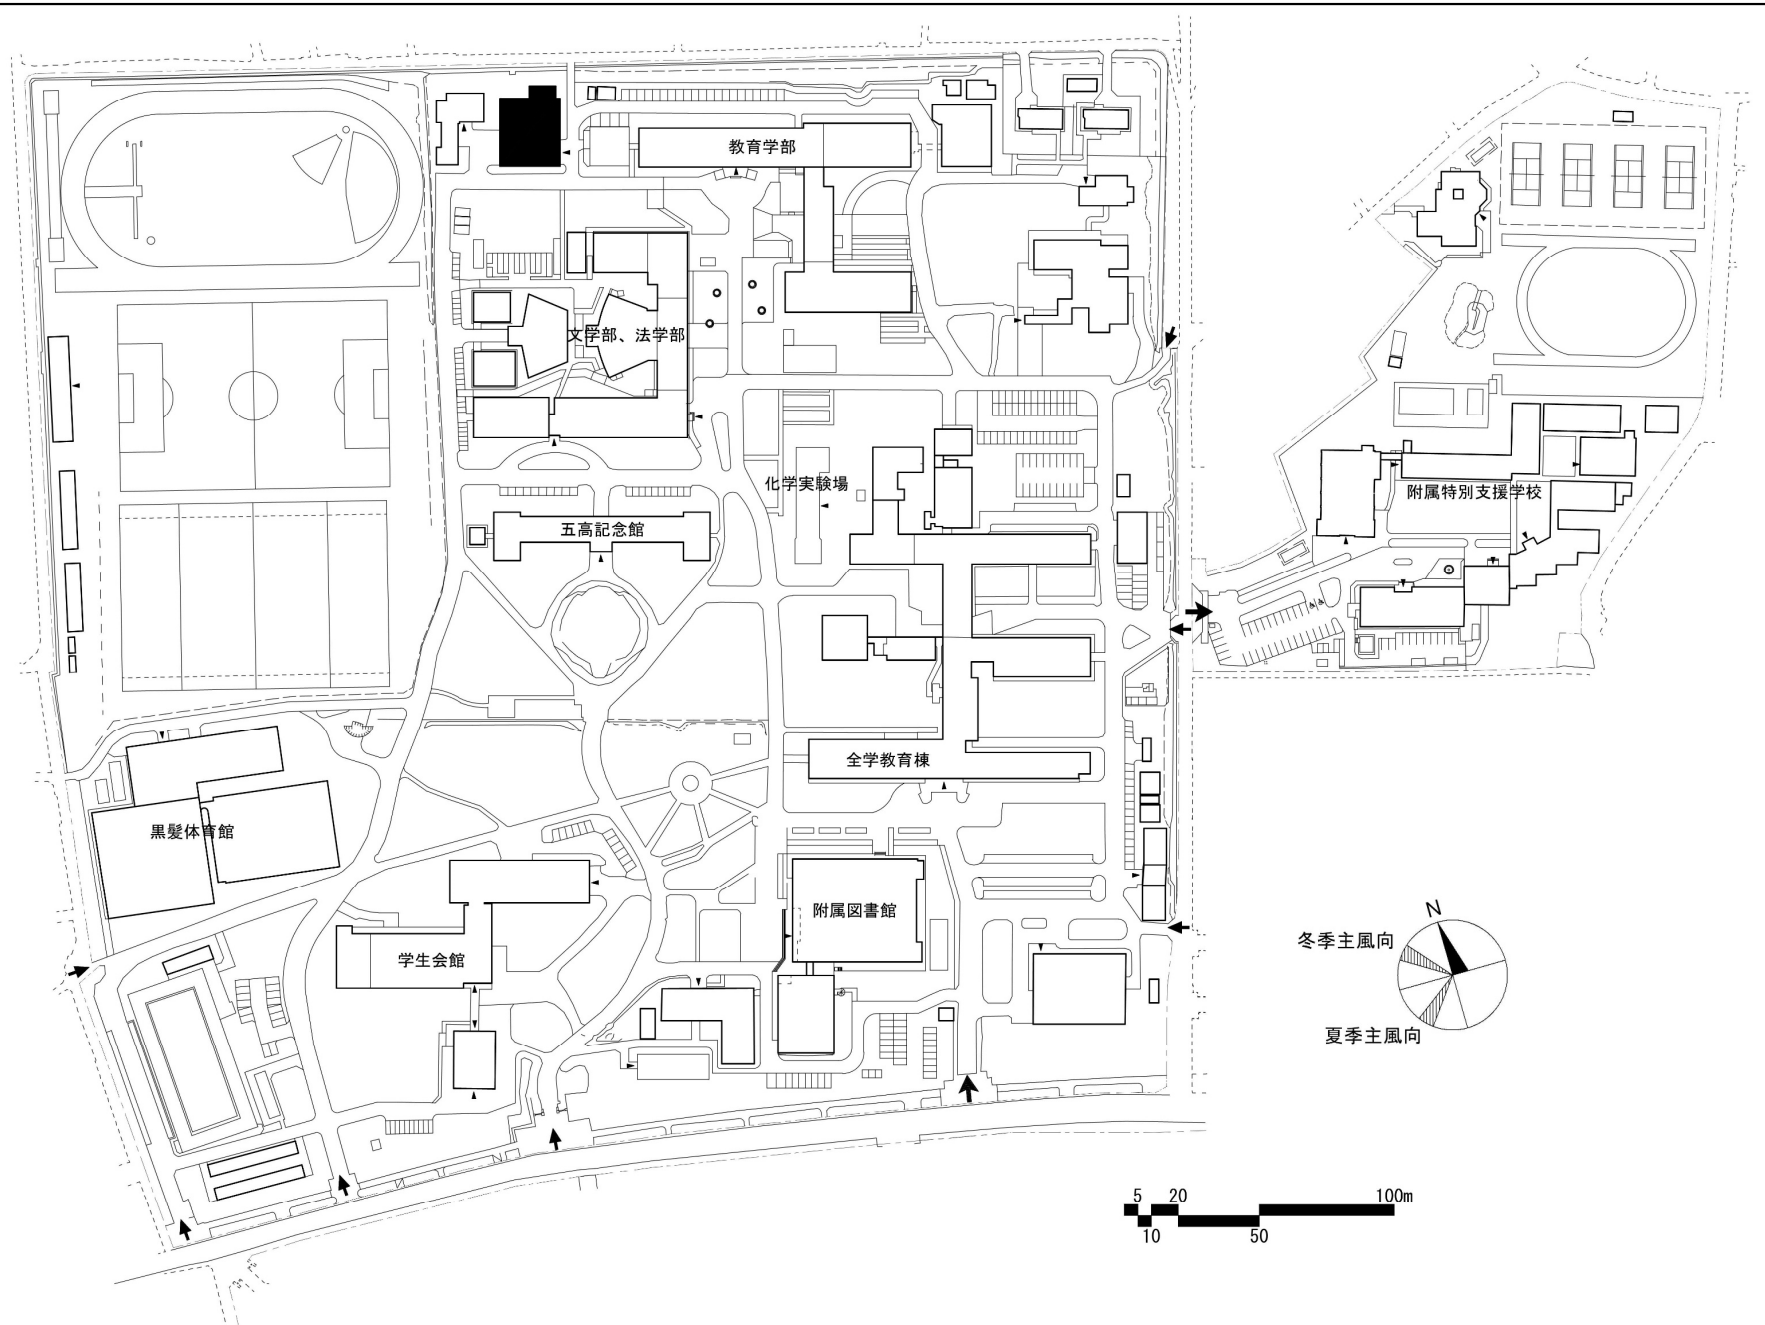 教育学部
文学部、法学部
化学実験場
附属特別支援学校
五高記念館
全学教育棟
黒髪体育館
附属図書館
学生会館
N
冬季主風向
夏季主風向
5 20 100m
10 50